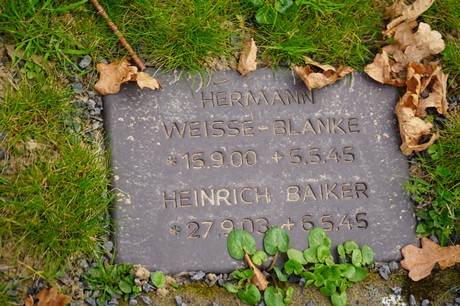 HERMANN
WEISSE-BLANKE
*15.9.00 +5.5.45
HEINRICH BAIKER
*27.9.03 +6.5.45